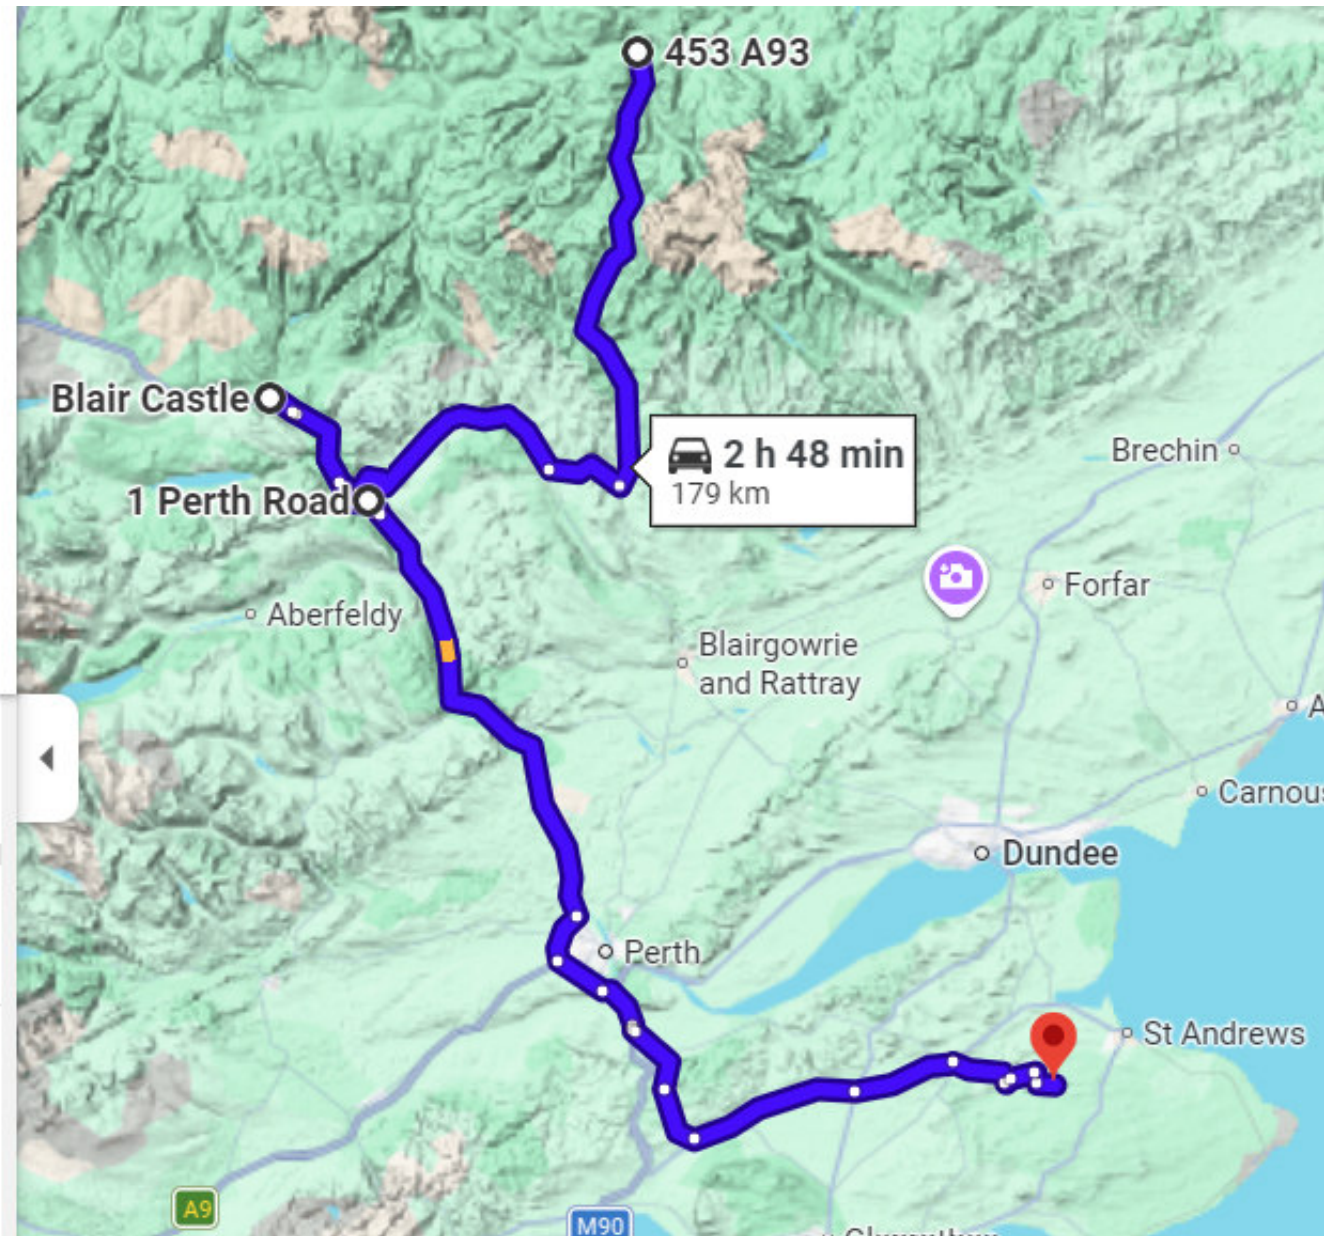 453 A93
Blair Castle
2 h 48 min
179 km
Brechin
1 Perth Road
Forfar
Aberfeldy
Blairgowrie
and Rattray
A
Carnous
Dundee
Perth
St Andrews
A9
M90